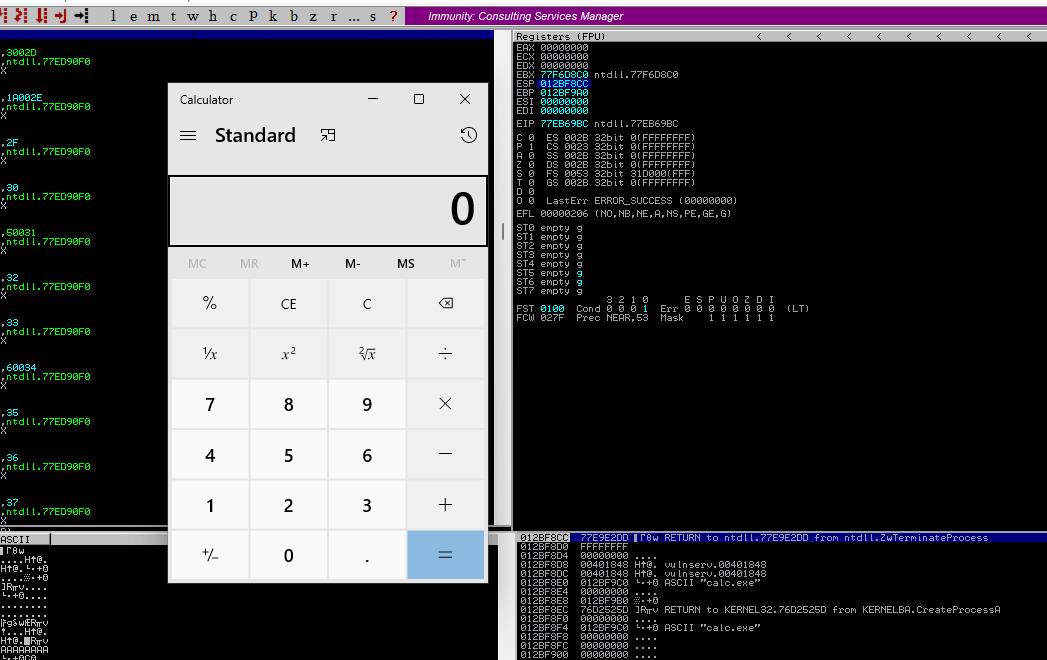 l e m t w h c P k b z r ... s ?
Immunity: Consulting Services Manager
,3002D
,ntdll.77ED90F0
X
,1A002E
,ntdll.77ED90F0
X
,2F
,ntdll.77ED90F0
X
,30
,ntdll.77ED90F0
X
,50031
,ntdll.77ED90F0
X
,32
,ntdll.77ED90F0
X
,33
,ntdll.77ED90F0
X
,60034
,ntdll.77ED90F0
X
,35
,ntdll.77ED90F0
X
,36
,ntdll.77ED90F0
X
,37
,ntdll.77ED90F0
X
Calculator
Standard
0
MC MR M+ M- MS M˅
% CE C
¹/x x² ²√x ÷
7 8 9 ×
4 5 6 −
1 2 3 +
+/− 0 . =
Registers (FPU) < < < < < < < < < <
EAX 00000000
ECX 00000000
EDX 00000000
EBX 77F6D8C0 ntdll.77F6D8C0
ESP 012BF8CC
EBP 012BF9A0
ESI 00000000
EDI 00000000
EIP 77EB69BC ntdll.77EB69BC
C 0 ES 002B 32bit 0(FFFFFFFF)
P 1 CS 0023 32bit 0(FFFFFFFF)
A 0 SS 002B 32bit 0(FFFFFFFF)
Z 0 DS 002B 32bit 0(FFFFFFFF)
S 0 FS 0053 32bit 31D000(FFF)
T 0 GS 002B 32bit 0(FFFFFFFF)
D 0
O 0 LastErr ERROR_SUCCESS (00000000)
EFL 00000206 (NO,NB,NE,A,NS,PE,GE,G)
ST0 empty g
ST1 empty g
ST2 empty g
ST3 empty g
ST4 empty g
ST5 empty g
ST6 empty g
ST7 empty g
3 2 1 0 E S P U O Z D I
FST 0100 Cond 0 0 0 1 Err 0 0 0 0 0 0 0 0 (LT)
FCW 027F Prec NEAR,53 Mask 1 1 1 1 1 1
ASCII
....H↑@.
AAAAAAAA
012BF8CC 77E9E2DD RETURN to ntdll.77E9E2DD from ntdll.ZwTerminateProcess
012BF8D0 FFFFFFFF
012BF8D4 00000000 ....
012BF8D8 00401848 H↑@. vulnserv.00401848
012BF8DC 00401848 H↑@. vulnserv.00401848
012BF8E0 012BF9C0 ASCII "calc.exe"
012BF8E4 00000000 ....
012BF8E8 012BF9B0
012BF8EC 76D2525D RETURN to KERNEL32.76D2525D from KERNELBA.CreateProcessA
012BF8F0 00000000 ....
012BF8F4 012BF9C0 ASCII "calc.exe"
012BF8F8 00000000 ....
012BF8FC 00000000 ....
012BF900 00000000 ....